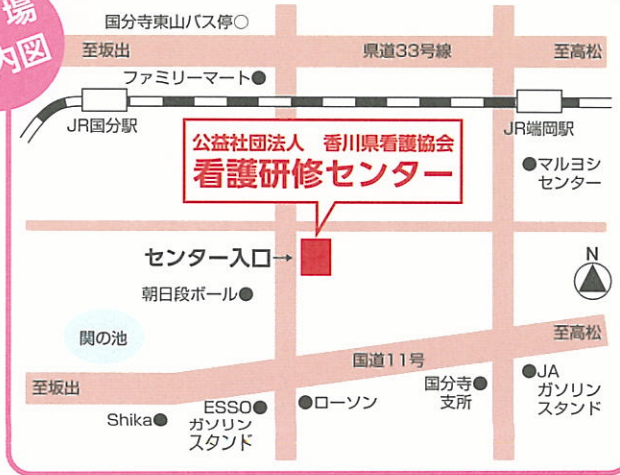 場
内図
国分寺東山バス停○
至坂出
県道33号線
至高松
ファミリーマート●
JR国分駅
JR端岡駅
公益社団法人 香川県看護協会
看護研修センター
●マルヨシ
センター
センター入口→
N
朝日段ボール●
関の池
至高松
国道11号
至坂出
国分寺●
支所
●JA
ガソリン
スタンド
Shika●
ESSO●
ガソリン
スタンド
●ローソン